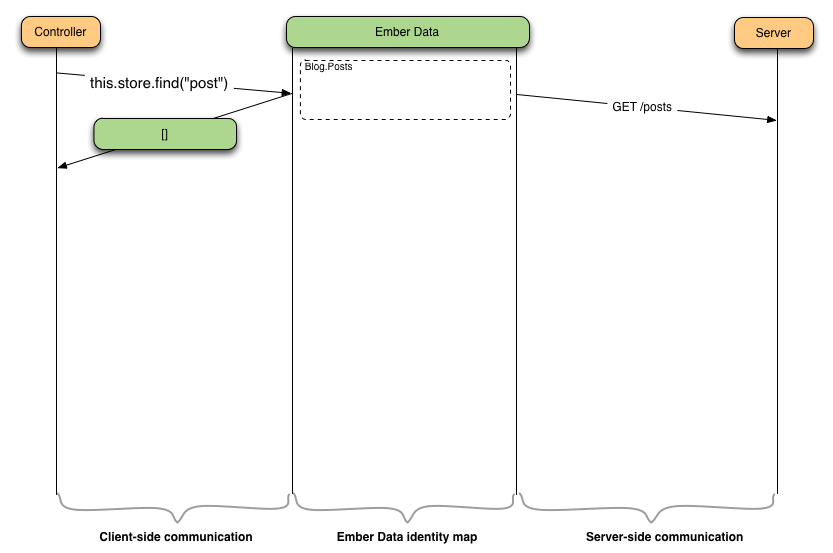 Controller
Ember Data
Server
Blog.Posts
this.store.find("post")
GET /posts
[]
Client-side communication
Ember Data identity map
Server-side communication